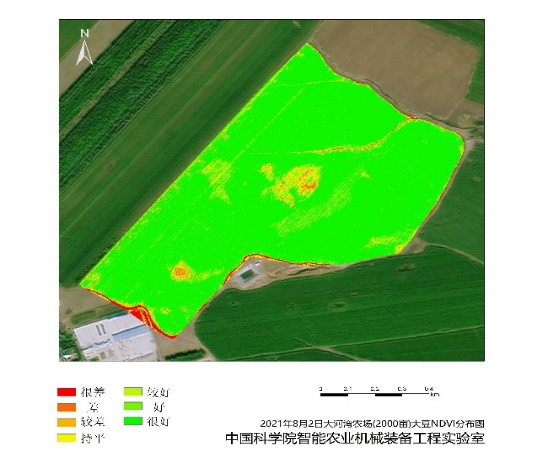 N
很差
差
较差
持平
较好
好
很好
0 0.1 0.2 0.3 0.4
km
2021年8月2日大河湾农场(2000亩)大豆NDVI分布图
中国科学院智能农业机械装备工程实验室